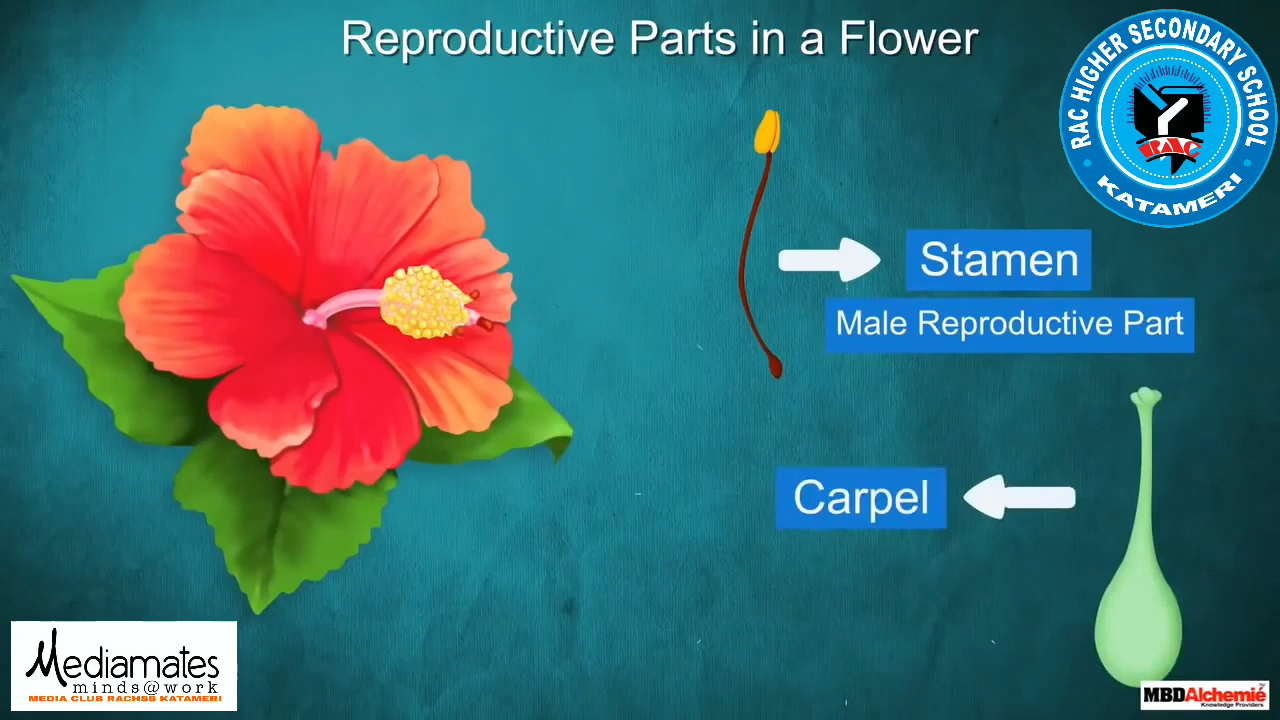 Reproductive Parts in a Flower
RAC HIGHER SECONDARY SCHOOL
RAC
• KATAMERI •
Stamen
Male Reproductive Part
Carpel
Mediamates
minds@work
MEDIA CLUB RACHSS KATAMERI
MBDAlchemié
Knowledge Providers